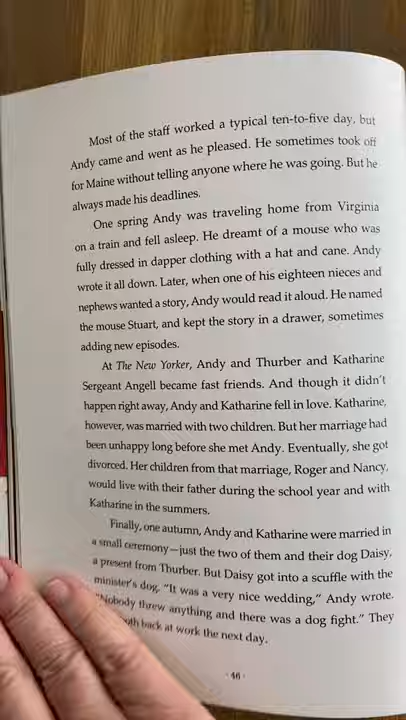 Most of the staff worked a typical ten-to-five day, but
Andy came and went as he pleased. He sometimes took off
for Maine without telling anyone where he was going. But he
always made his deadlines.
One spring Andy was traveling home from Virginia
on a train and fell asleep. He dreamt of a mouse who was
fully dressed in dapper clothing with a hat and cane. Andy
wrote it all down. Later, when one of his eighteen nieces and
nephews wanted a story, Andy would read it aloud. He named
the mouse Stuart, and kept the story in a drawer, sometimes
adding new episodes.
At The New Yorker, Andy and Thurber and Katharine
Sergeant Angell became fast friends. And though it didn't
happen right away, Andy and Katharine fell in love. Katharine,
however, was married with two children. But her marriage had
been unhappy long before she met Andy. Eventually, she got
divorced. Her children from that marriage, Roger and Nancy,
would live with their father during the school year and with
Katharine in the summers.
Finally, one autumn, Andy and Katharine were married in
a small ceremony—just the two of them and their dog Daisy,
a present from Thurber. But Daisy got into a scuffle with the
minister's dog. "It was a very nice wedding," Andy wrote.
"Nobody threw anything and there was a dog fight." They
back at work the next day.
· 46 ·